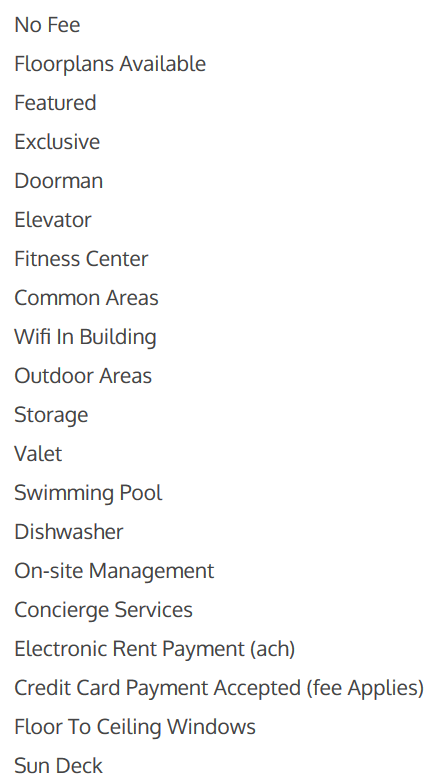 No Fee
Floorplans Available
Featured
Exclusive
Doorman
Elevator
Fitness Center
Common Areas
Wifi In Building
Outdoor Areas
Storage
Valet
Swimming Pool
Dishwasher
On-site Management
Concierge Services
Electronic Rent Payment (ach)
Credit Card Payment Accepted (fee Applies)
Floor To Ceiling Windows
Sun Deck